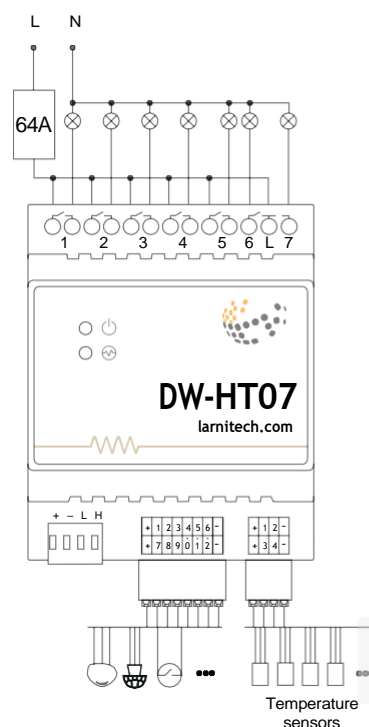 L N
64A
1 2 3 4 5 6 L 7
DW-HT07
larnitech.com
+ – L H
+ 1 2 3 4 5 6 -
+ 7 8 9 0 1 2 -
+ 1 2 -
+ 3 4 -
Temperature
sensors